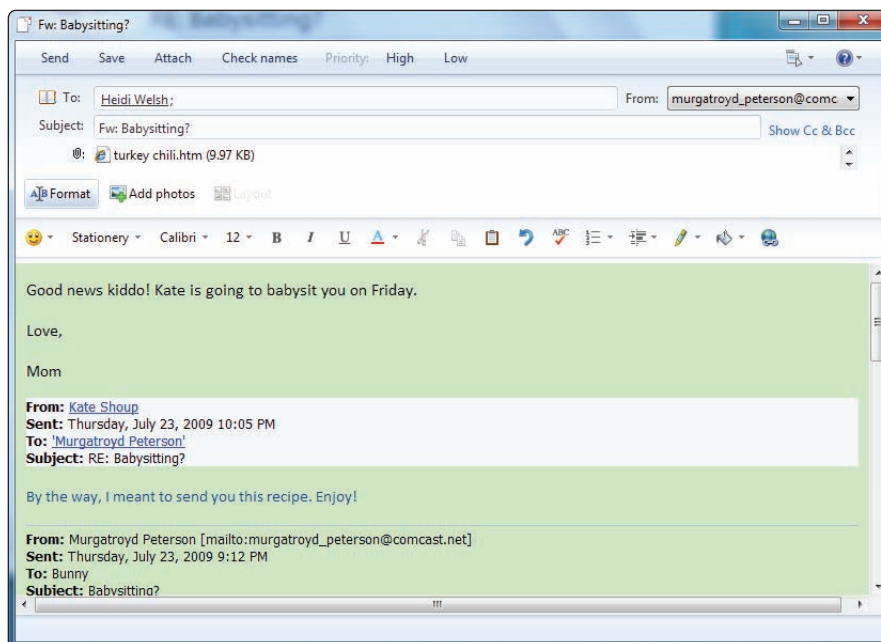 Fw: Babysitting?
Send Save Attach Check names Priority: High Low
To: Heidi Welsh; From: murgatroyd_peterson@comc
Subject: Fw: Babysitting? Show Cc & Bcc
turkey chili.htm (9.97 KB)
Format Add photos Layout
Stationery Calibri 12 B I U A ABC
Good news kiddo! Kate is going to babysit you on Friday.
Love,
Mom
From: Kate Shoup
Sent: Thursday, July 23, 2009 10:05 PM
To: 'Murgatroyd Peterson'
Subject: RE: Babysitting?
By the way, I meant to send you this recipe. Enjoy!
From: Murgatroyd Peterson [mailto:murgatroyd_peterson@comcast.net]
Sent: Thursday, July 23, 2009 9:12 PM
To: Bunny
Subject: Babysitting?